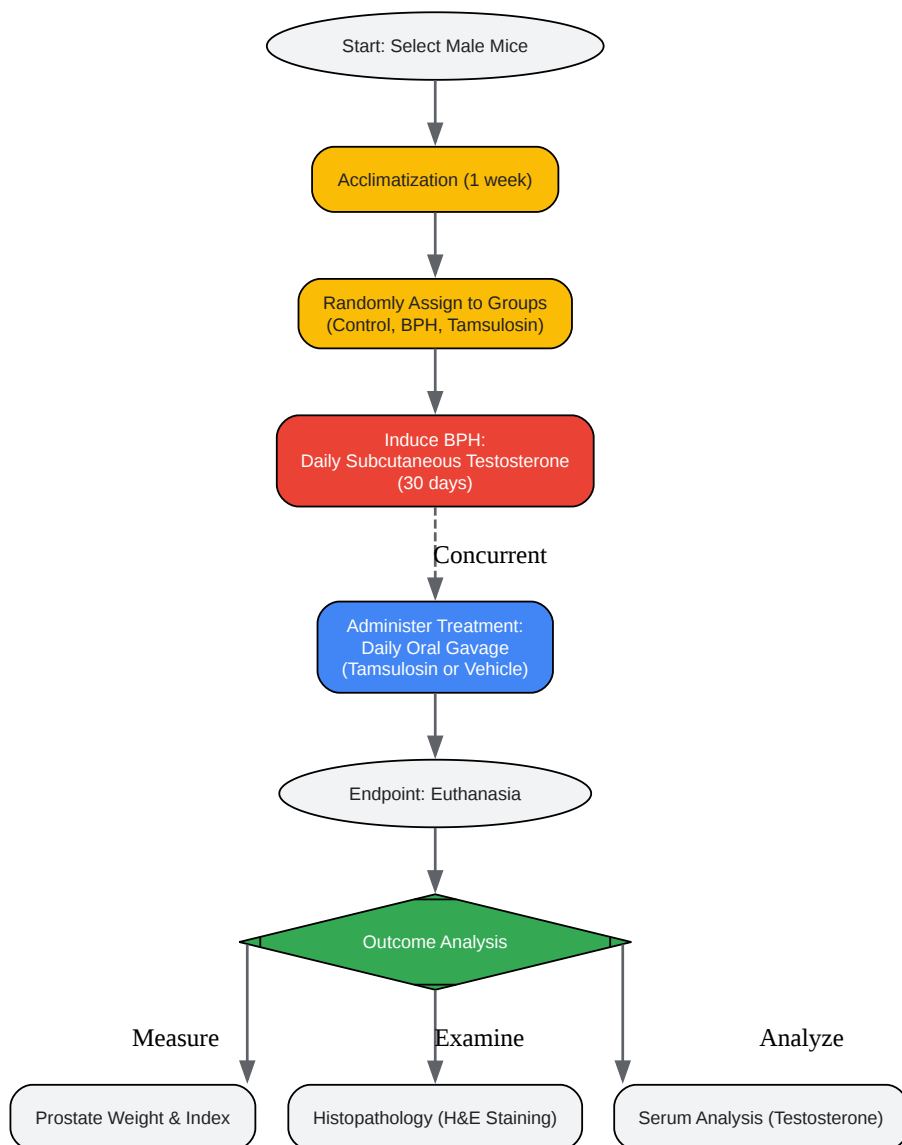 Start: Select Male Mice
Acclimatization (1 week)
Randomly Assign to Groups
(Control, BPH, Tamsulosin)
Induce BPH:
Daily Subcutaneous Testosterone
(30 days)
Concurrent
Administer Treatment:
Daily Oral Gavage
(Tamsulosin or Vehicle)
Endpoint: Euthanasia
Outcome Analysis
Measure
Examine
Analyze
Prostate Weight & Index
Histopathology (H&E Staining)
Serum Analysis (Testosterone)